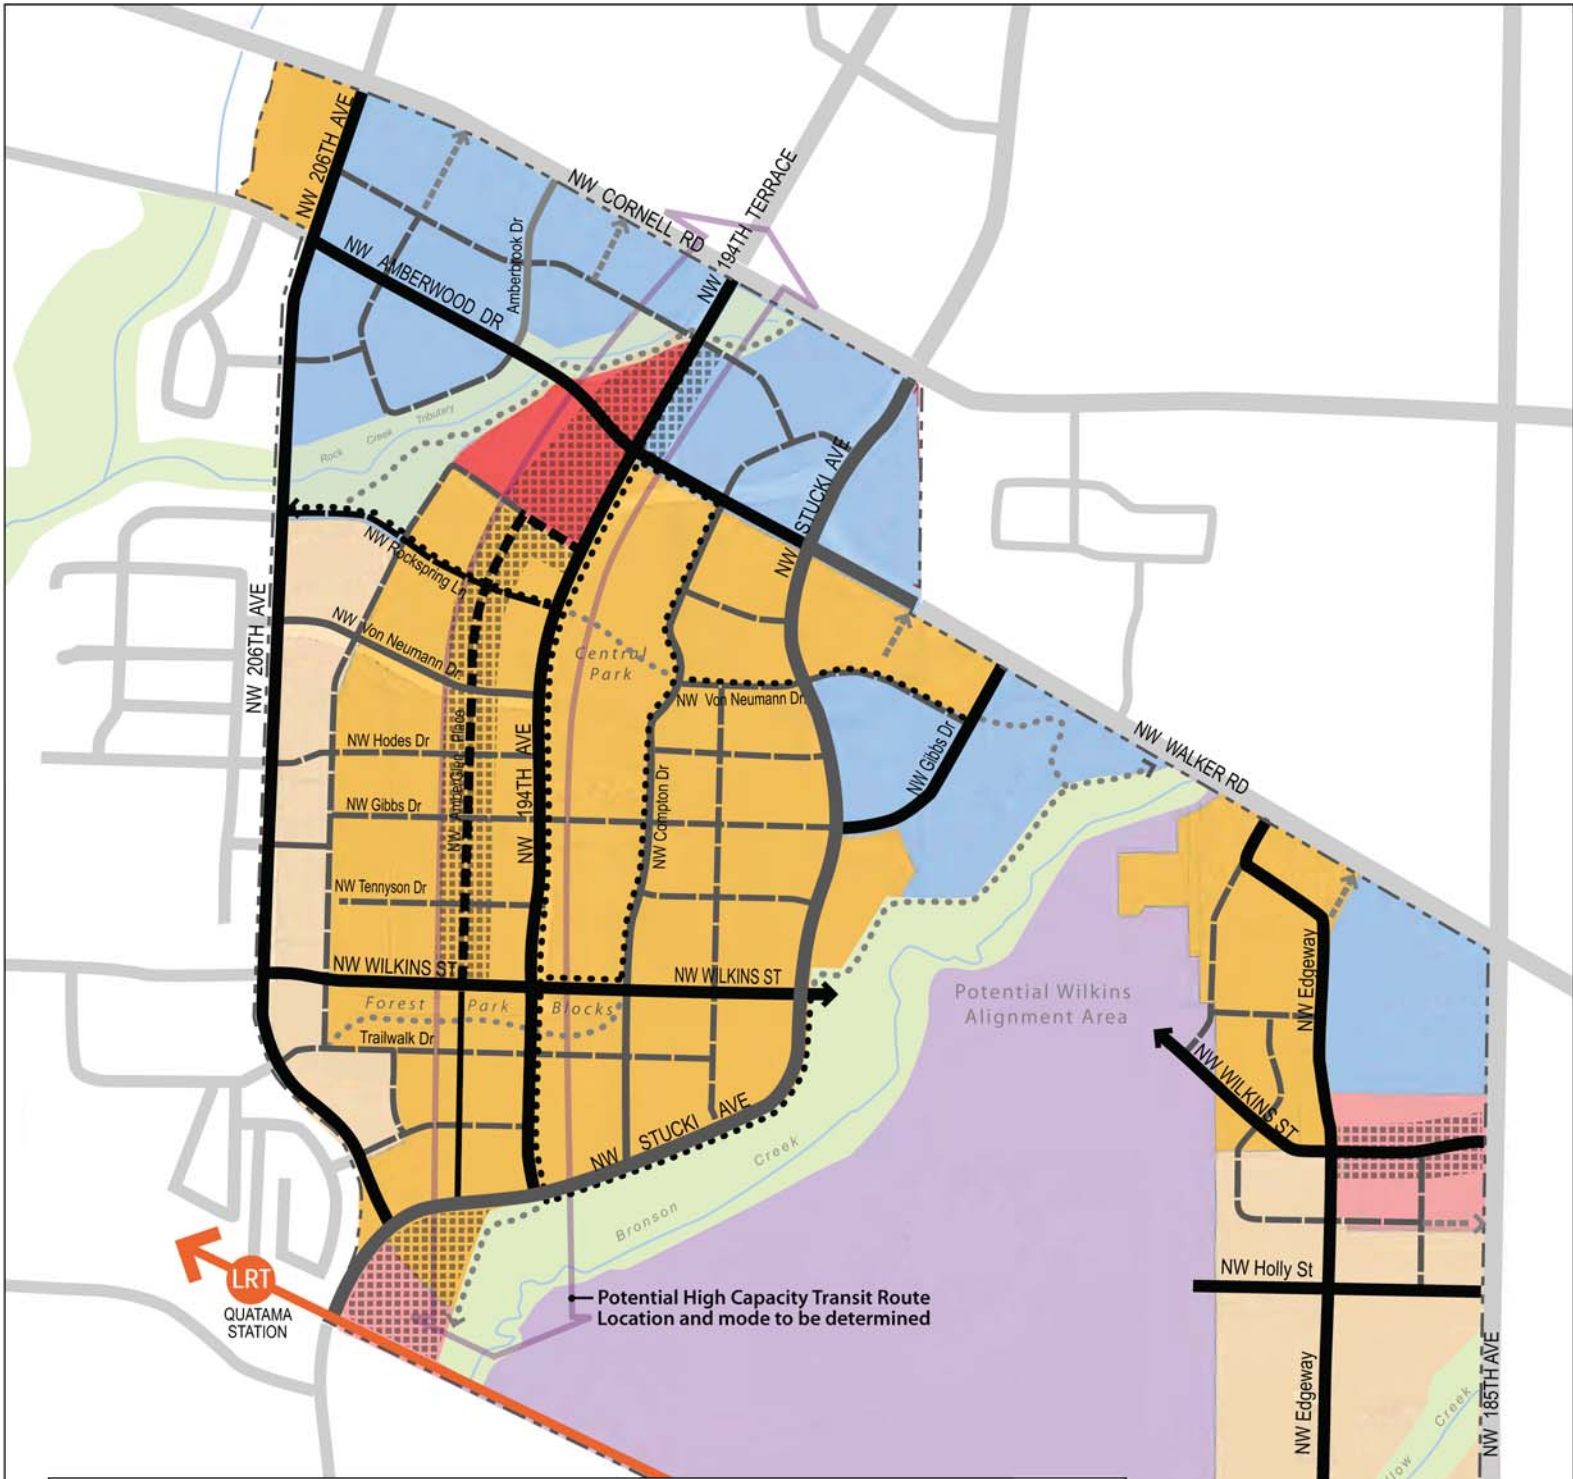 NW 206TH AVE
NW CORNELL RD
NW 194TH TERRACE
Amberbrook Dr
NW AMBERWOOD DR
Rock Creek Tributary
NW STUCKI AVE
NW Rockspring Ln
NW 206TH AVE
NW Von Neumann Dr.
Central
Park
NW Von Neumann Dr.
NW Hodes Dr
NW AmberGlen Place
NW 194TH AVE
NW Compton Dr
NW Gibbs Dr
NW WALKER RD
NW Gibbs Dr
NW Tennyson Dr
NW WILKINS ST
NW WILKINS ST
Forest Park Blocks
Trailwalk Dr
Potential Wilkins
Alignment Area
NW Edgeway
NW WILKINS ST
NW STUCKI AVE
Bronson Creek
NW Holly St
LRT
QUATAMA
STATION
Potential High Capacity Transit Route
Location and mode to be determined
NW Edgeway
NW 185TH AVE
Creek